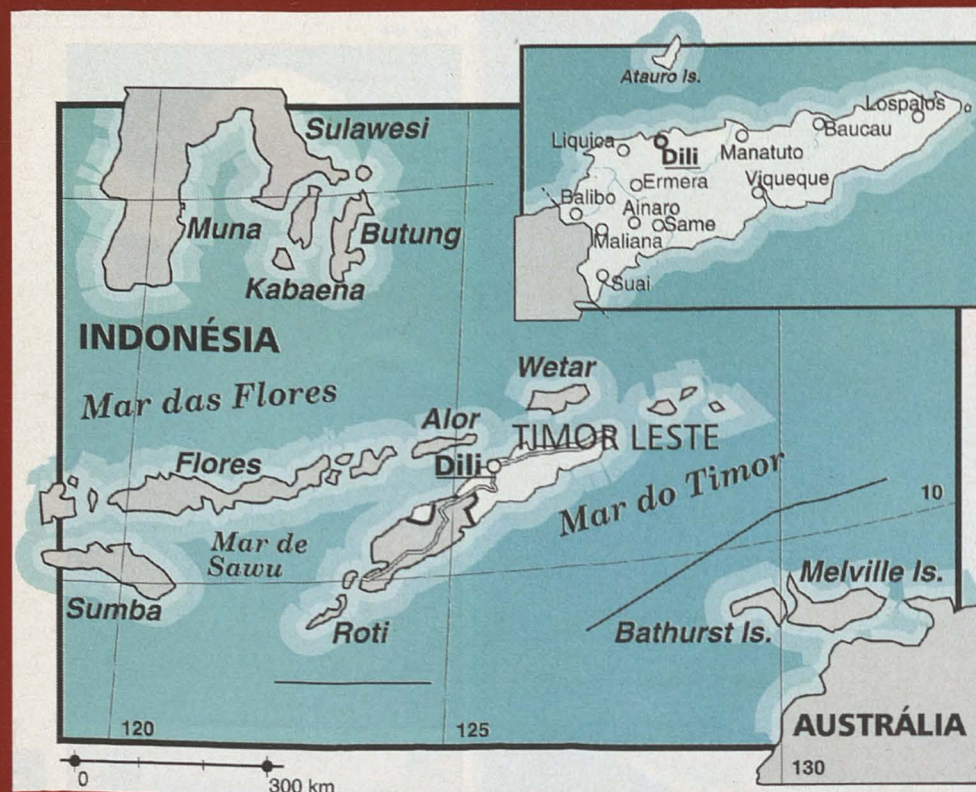 Atauro Is.
Lospalos
Baucau
Liquica
Dili
Manatuto
Ermera
Viqueque
Balibo
Ainaro
Same
Maliana
Suai
Sulawesi
Muna
Butung
Kabaena
INDONÉSIA
Mar das Flores
Wetar
Alor
TIMOR LESTE
Flores
Dili
Mar do Timor
10
Mar de
Sawu
Melville Is.
Sumba
Roti
Bathurst Is.
120
125
AUSTRÁLIA
130
0
300 km